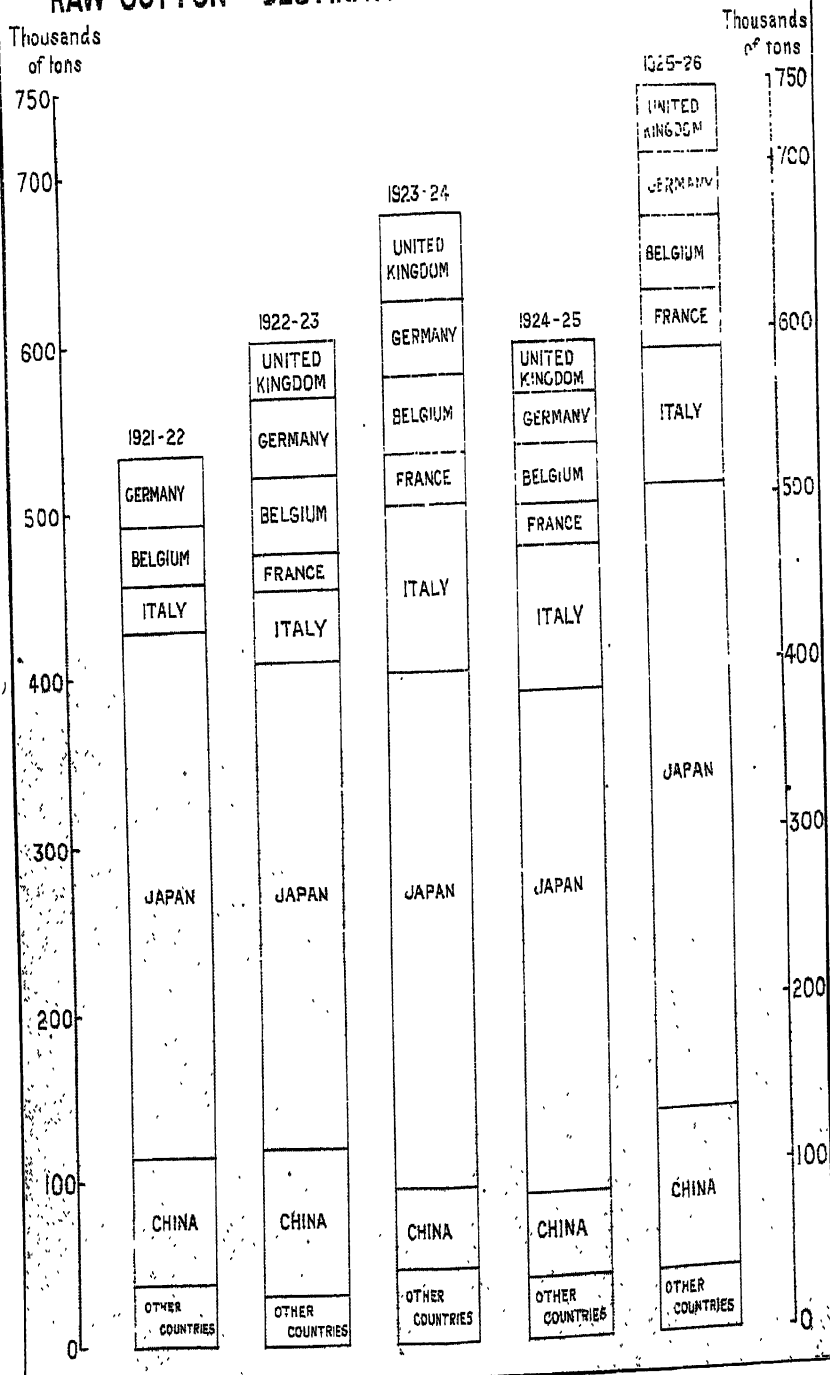 RAW COTTON
Thousands
of tons
Thousands
of tons
750
700
600
500
400
300
200
100
0
1921-22
GERMANY
BELGIUM
ITALY
JAPAN
CHINA
OTHER
COUNTRIES
1922-23
UNITED
KINGDOM
GERMANY
BELGIUM
FRANCE
ITALY
JAPAN
CHINA
OTHER
COUNTRIES
1923-24
UNITED
KINGDOM
GERMANY
BELGIUM
FRANCE
ITALY
JAPAN
CHINA
OTHER
COUNTRIES
1924-25
UNITED
KINGDOM
GERMANY
BELGIUM
FRANCE
ITALY
JAPAN
CHINA
OTHER
COUNTRIES
1925-26
UNITED
KINGDOM
GERMANY
BELGIUM
FRANCE
ITALY
JAPAN
CHINA
OTHER
COUNTRIES
750
700
600
500
400
300
200
100
0